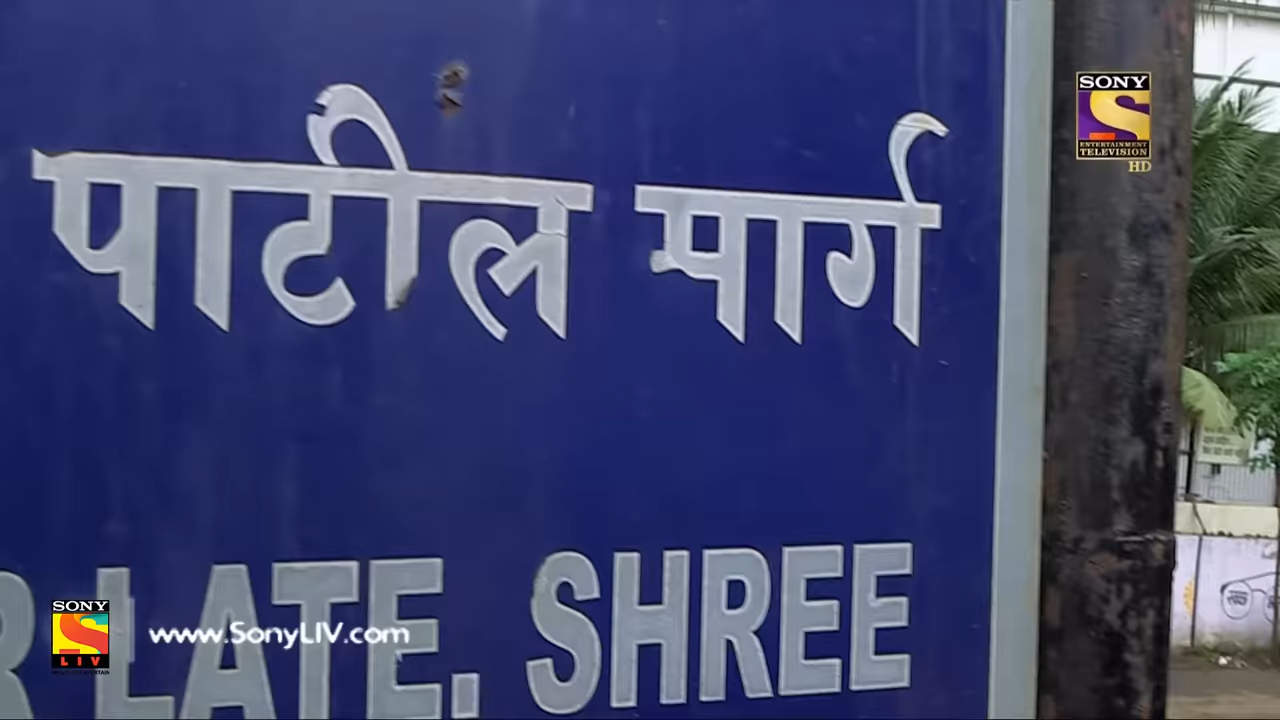 SONY
ENTERTAINMENT
TELEVISION
HD
पाटील मार्ग
LATE. SHREE
SONY
LIV
www.SonyLIV.com